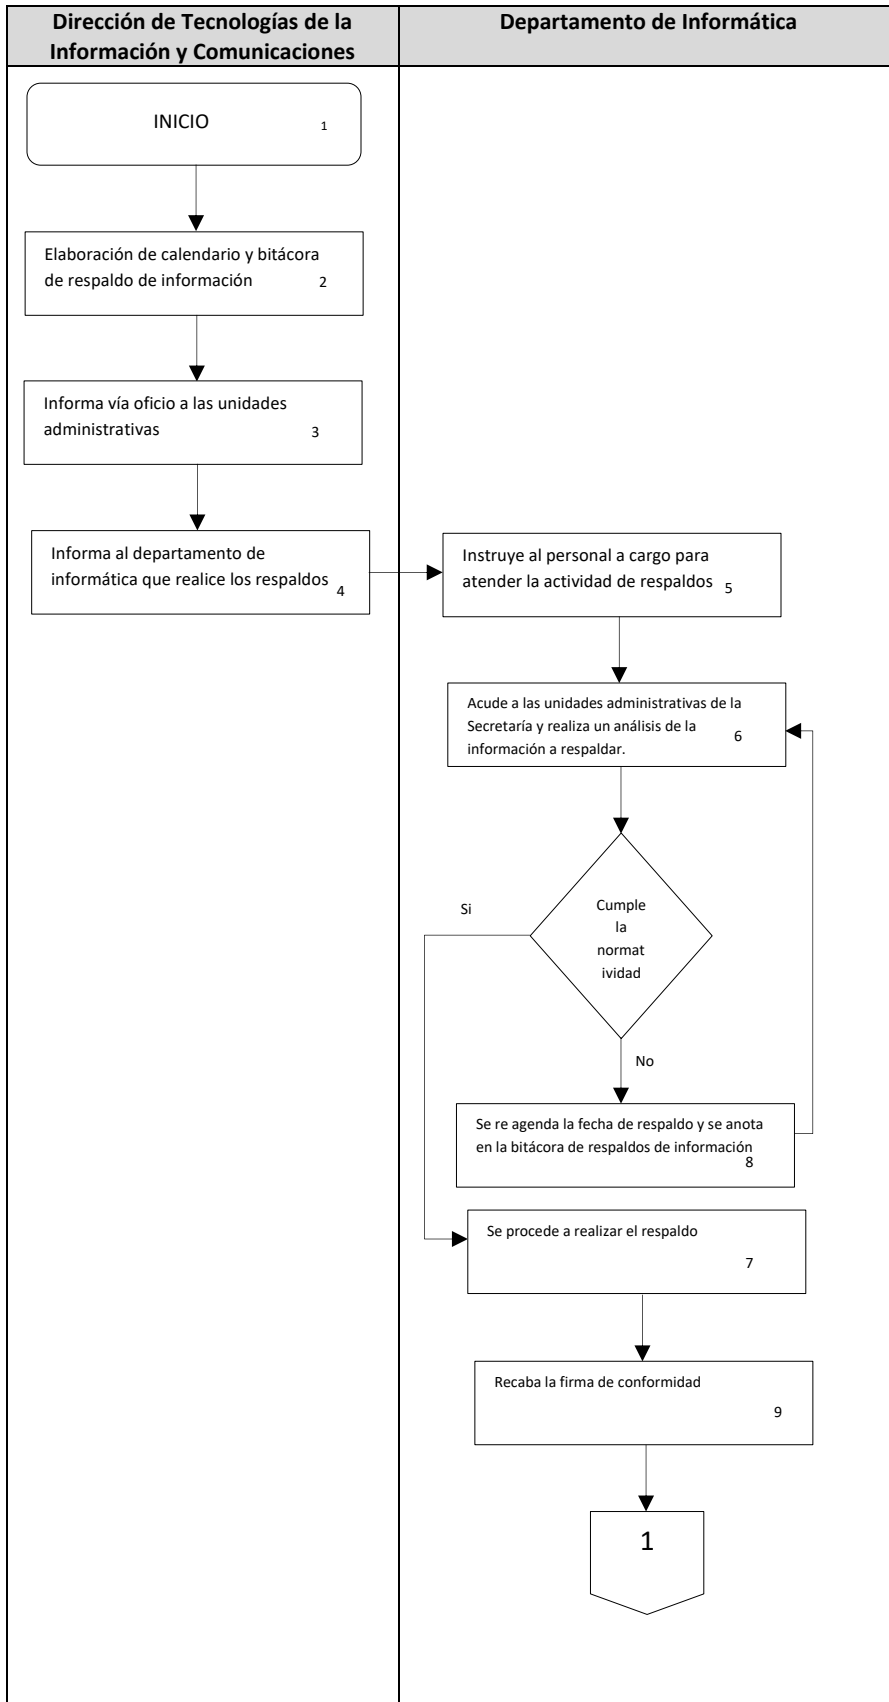 Dirección de Tecnologías de la
Información y Comunicaciones
Departamento de Informática
INICIO 1
Elaboración de calendario y bitácora
de respaldo de información 2
Informa vía oficio a las unidades
administrativas 3
Informa al departamento de
informática que realice los respaldos 4
Instruye al personal a cargo para
atender la actividad de respaldos 5
Acude a las unidades administrativas de la
Secretaría y realiza un análisis de la 6
información a respaldar.
Si
Cumple
la
normat
ividad
No
Se re agenda la fecha de respaldo y se anota
en la bitácora de respaldos de información
8
Se procede a realizar el respaldo
7
Recaba la firma de conformidad
9
1